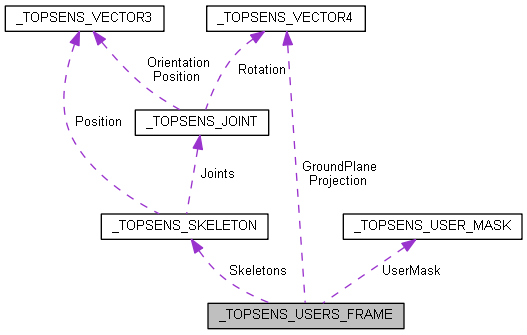 _TOPSENS_VECTOR3
_TOPSENS_VECTOR4
Orientation
Position
Rotation
Position
_TOPSENS_JOINT
Joints
GroundPlane
Projection
_TOPSENS_SKELETON
_TOPSENS_USER_MASK
Skeletons
UserMask
_TOPSENS_USERS_FRAME